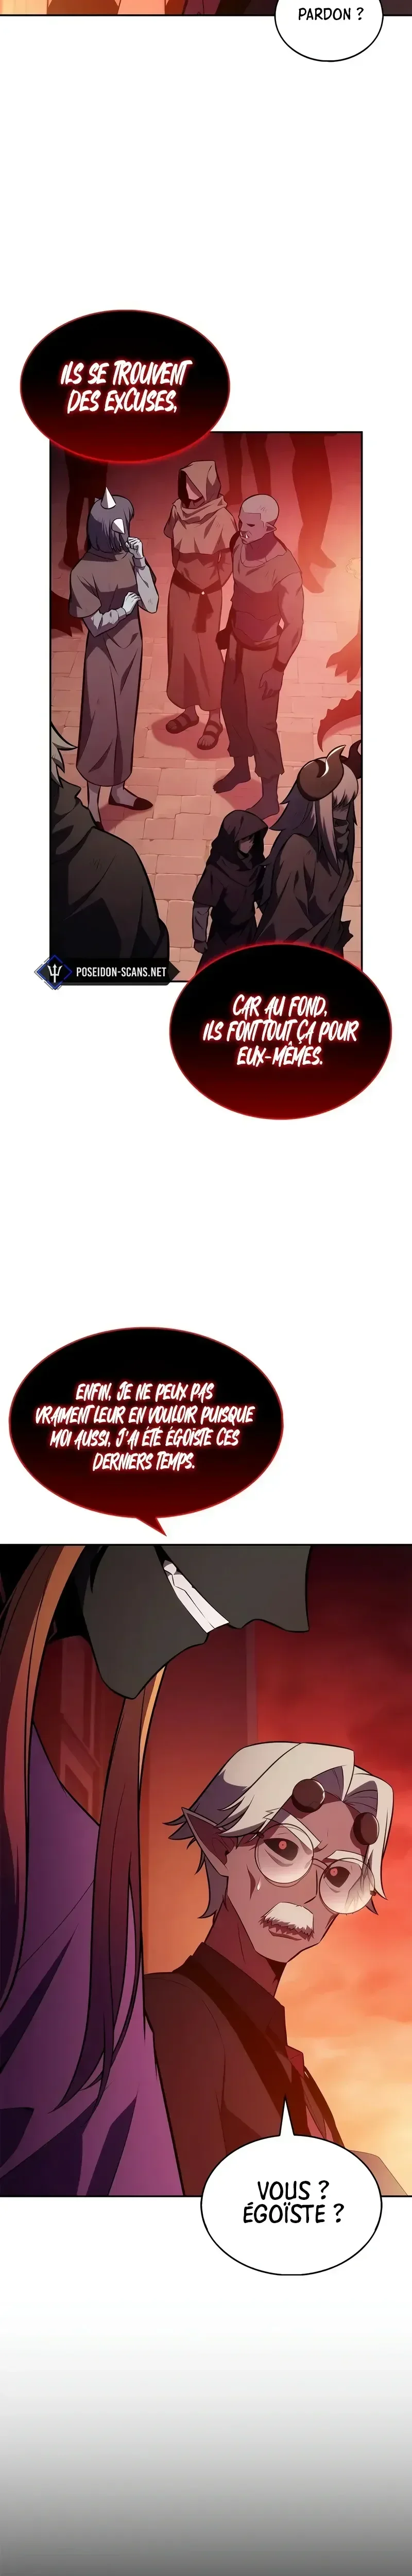 PARDON ?
ILS SE TROUVENT
DES EXCUSES,
POSEIDON-SCANS.NET
CAR AU FOND,
ILS FONT TOUT ÇA POUR
EUX-MÊMES.
ENFIN, JE NE PEUX PAS
VRAIMENT LEUR EN VOULOIR PUISQUE
MOI AUSSI, J'AI ÉTÉ ÉGOÏSTE CES
DERNIERS TEMPS.
VOUS ?
ÉGOÏSTE ?